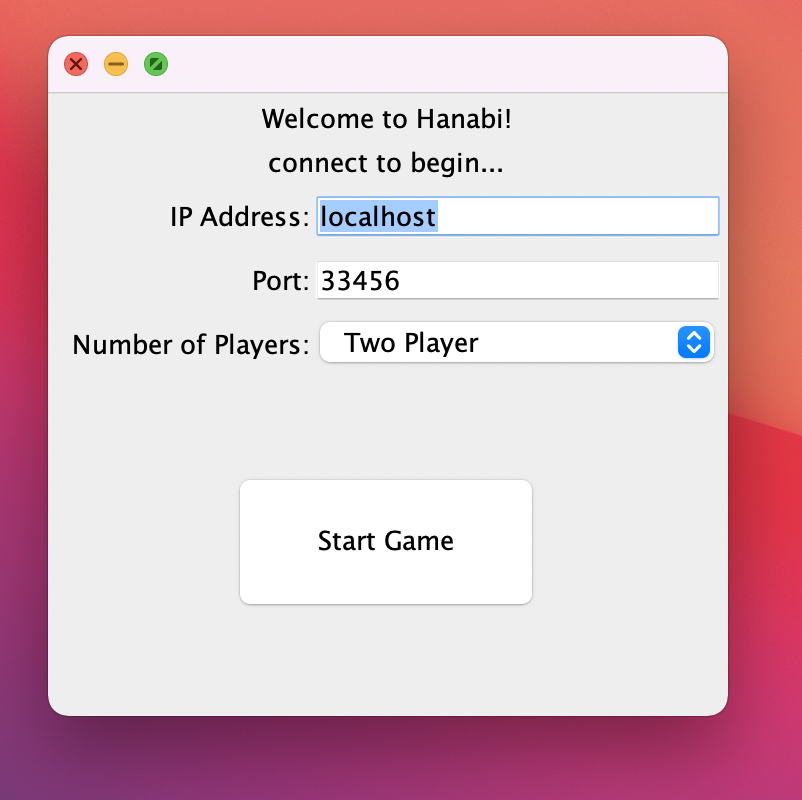 Welcome to Hanabi!
connect to begin...
IP Address: localhost
Port: 33456
Number of Players: Two Player
Start Game